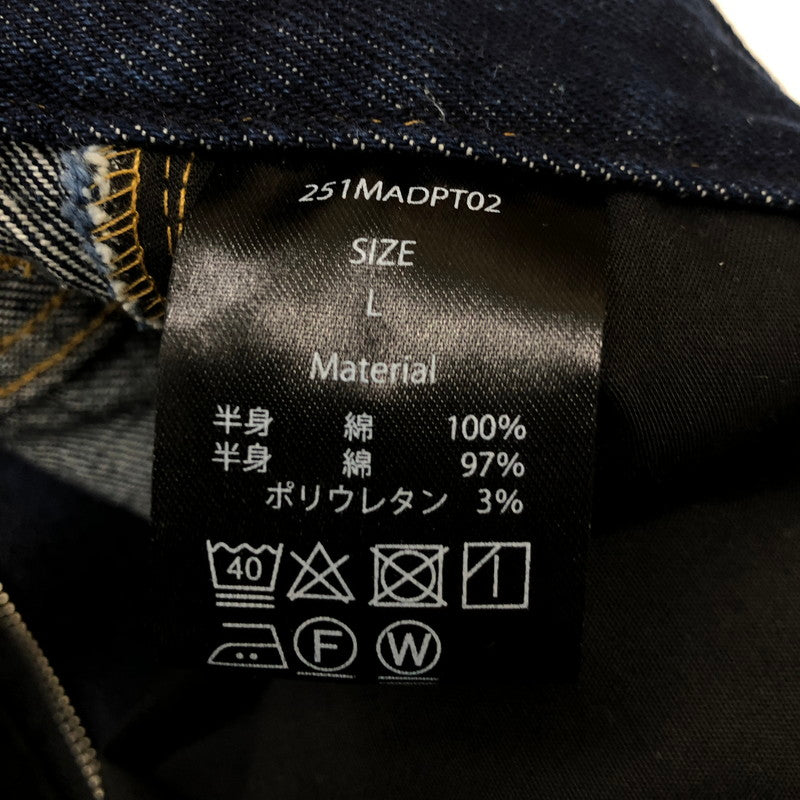 251MADPT02
SIZE
L
Material
半身 綿 100%
半身 綿 97%
ポリウレタン 3%
40
F W